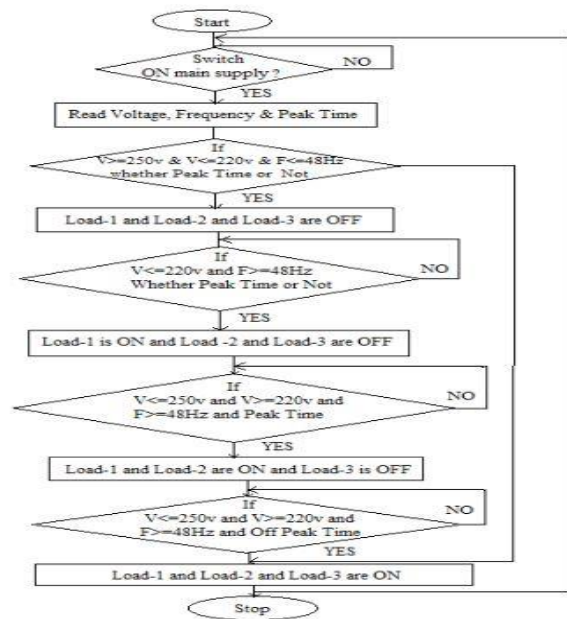 Start
Switch
ON main supply ?
NO
YES
Read Voltage, Frequency & Peak Time
If
V>=250v & V<=220v & F<=48Hz
whether Peak Time or Not
YES
Load-1 and Load-2 and Load-3 are OFF
If
V<=220v and F>=48Hz
Whether Peak Time or Not
NO
YES
Load-1 is ON and Load -2 and Load-3 are OFF
If
V<=250v and V>=220v and
F>=48Hz and Peak Time
NO
YES
Load-1 and Load-2 are ON and Load-3 is OFF
If
V<=250v and V>=220v and
F>=48Hz and Off Peak Time
NO
YES
Load-1 and Load-2 and Load-3 are ON
Stop